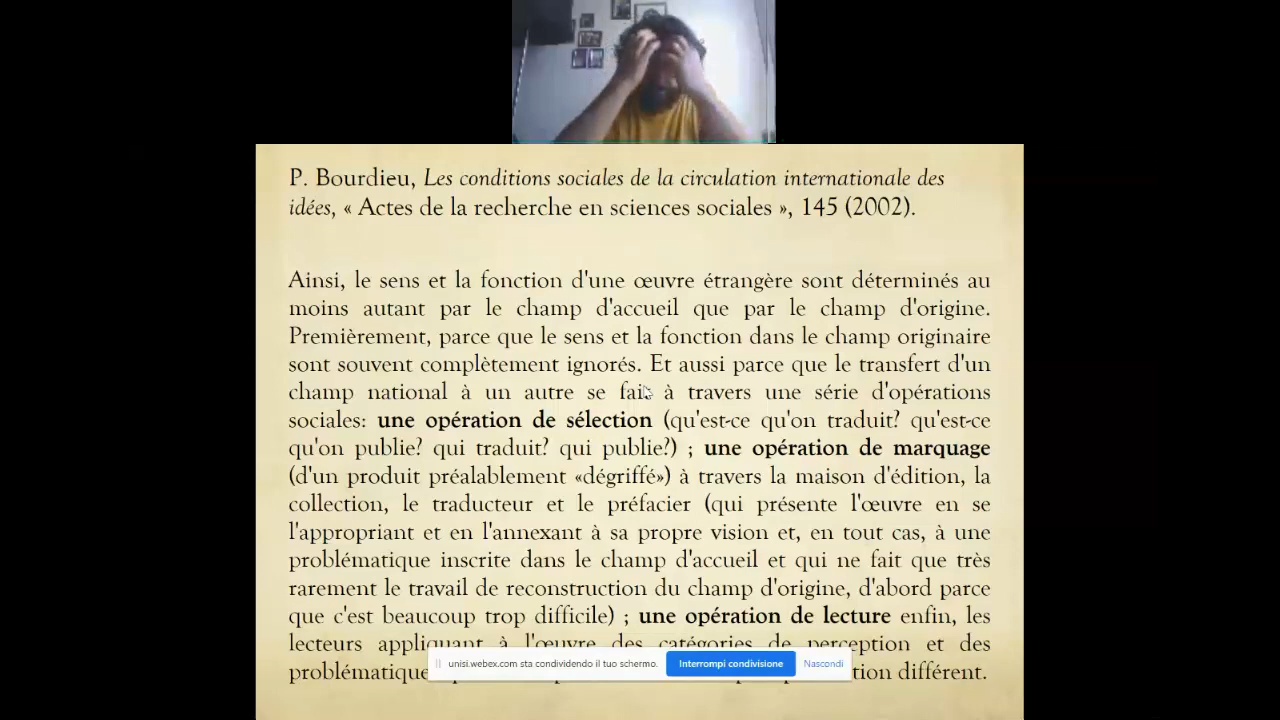 P. Bourdieu, Les conditions sociales de la circulation internationale des
idées, « Actes de la recherche en sciences sociales », 145 (2002).
Ainsi, le sens et la fonction d'une œuvre étrangère sont déterminés au
moins autant par le champ d'accueil que par le champ d'origine.
Premièrement, parce que le sens et la fonction dans le champ originaire
sont souvent complètement ignorés. Et aussi parce que le transfert d'un
champ national à un autre se fait à travers une série d'opérations
sociales: une opération de sélection (qu'est-ce qu'on traduit? qu'est-ce
qu'on publie? qui traduit? qui publie?) ; une opération de marquage
(d'un produit préalablement «dégriffé») à travers la maison d'édition, la
collection, le traducteur et le préfacier (qui présente l'œuvre en se
l'appropriant et en l'annexant à sa propre vision et, en tout cas, à une
problématique inscrite dans le champ d'accueil et qui ne fait que très
rarement le travail de reconstruction du champ d'origine, d'abord parce
que c'est beaucoup trop difficile) ; une opération de lecture enfin, les
lecteurs appliquant à l'œuvre des catégories de perception et des
problématique tion différent.
unisi.webex.com sta condividendo il tuo schermo. Interrompi condivisione Nascondi